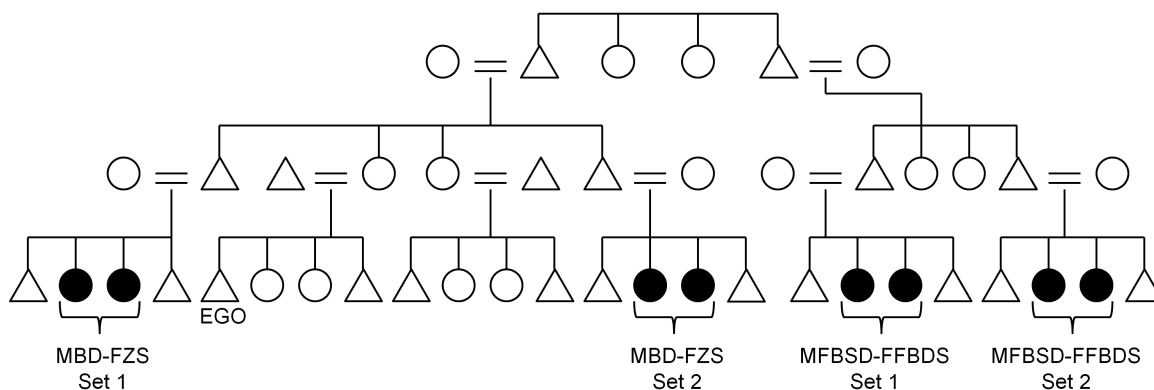 EGO
MBD-FZS
Set 1
MBD-FZS
Set 2
MFBSD-FFBDS
Set 1
MFBSD-FFBDS
Set 2